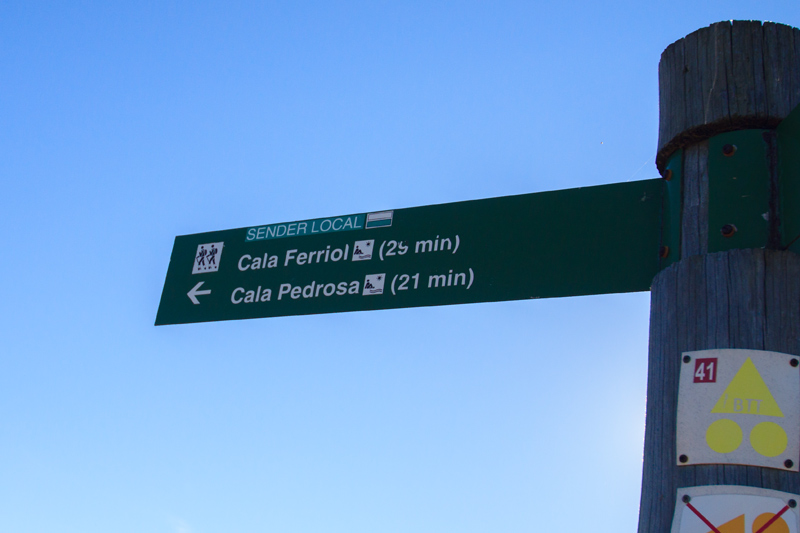 SENDER LOCAL
Cala Ferriol (29 min)
Cala Pedrosa (21 min)
41
BTT